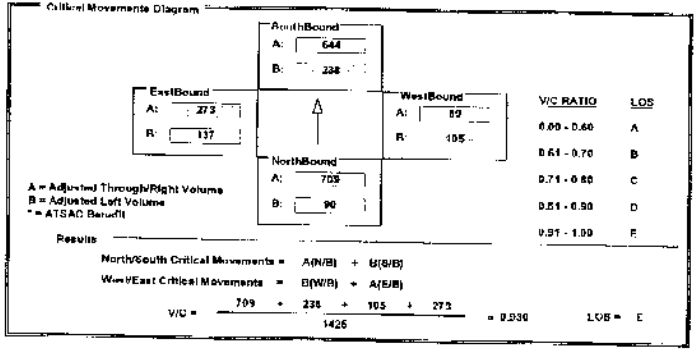 Critical Movements Diagram
SouthBound
A: 644
B: 238
EastBound
A: 273
B: 137
WestBound
A:
B: 105
NorthBound
A: 709
B: 90
V/C RATIO LOS
0.00 - 0.60 A
0.61 - 0.70 B
0.71 - 0.80 C
0.81 - 0.90 D
0.91 - 1.00 E
A = Adjusted Through/Right Volume
B = Adjusted Left Volume
* = ATSAC Benefit
Results
North/South Critical Movements = A(N/B) + B(S/B)
West/East Critical Movements = B(W/B) + A(E/B)
V/C = 709 + 238 + 105 + 273 = 0.930 LOS = E
1425